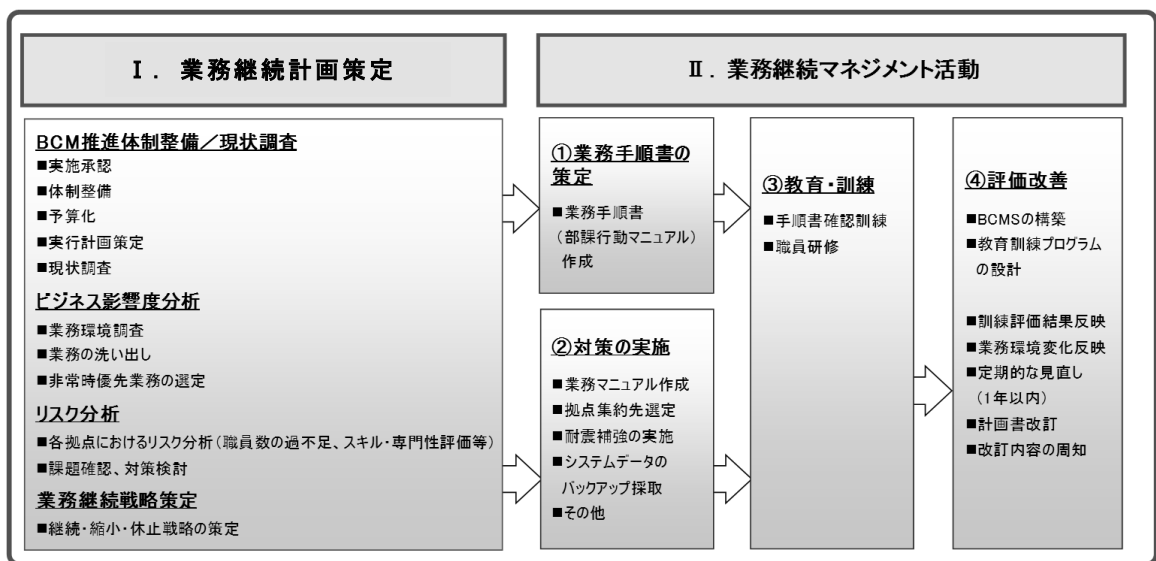 Ⅰ．業務継続計画策定
Ⅱ．業務継続マネジメント活動
BCM推進体制整備／現状調査
■実施承認
■体制整備
■予算化
■実行計画策定
■現状調査
ビジネス影響度分析
■業務環境調査
■業務の洗い出し
■非常時優先業務の選定
リスク分析
■各拠点におけるリスク分析（職員数の過不足、スキル・専門性評価等）
■課題確認、対策検討
業務継続戦略策定
■継続・縮小・休止戦略の策定
①業務手順書の
策定
■業務手順書
（部課行動マニュアル）
作成
②対策の実施
■業務マニュアル作成
■拠点集約先選定
■耐震補強の実施
■システムデータの
バックアップ採取
■その他
③教育・訓練
■手順書確認訓練
■職員研修
④評価改善
■BCMSの構築
■教育訓練プログラム
の設計
■訓練評価結果反映
■業務環境変化反映
■定期的な見直し
（1年以内）
■計画書改訂
■改訂内容の周知